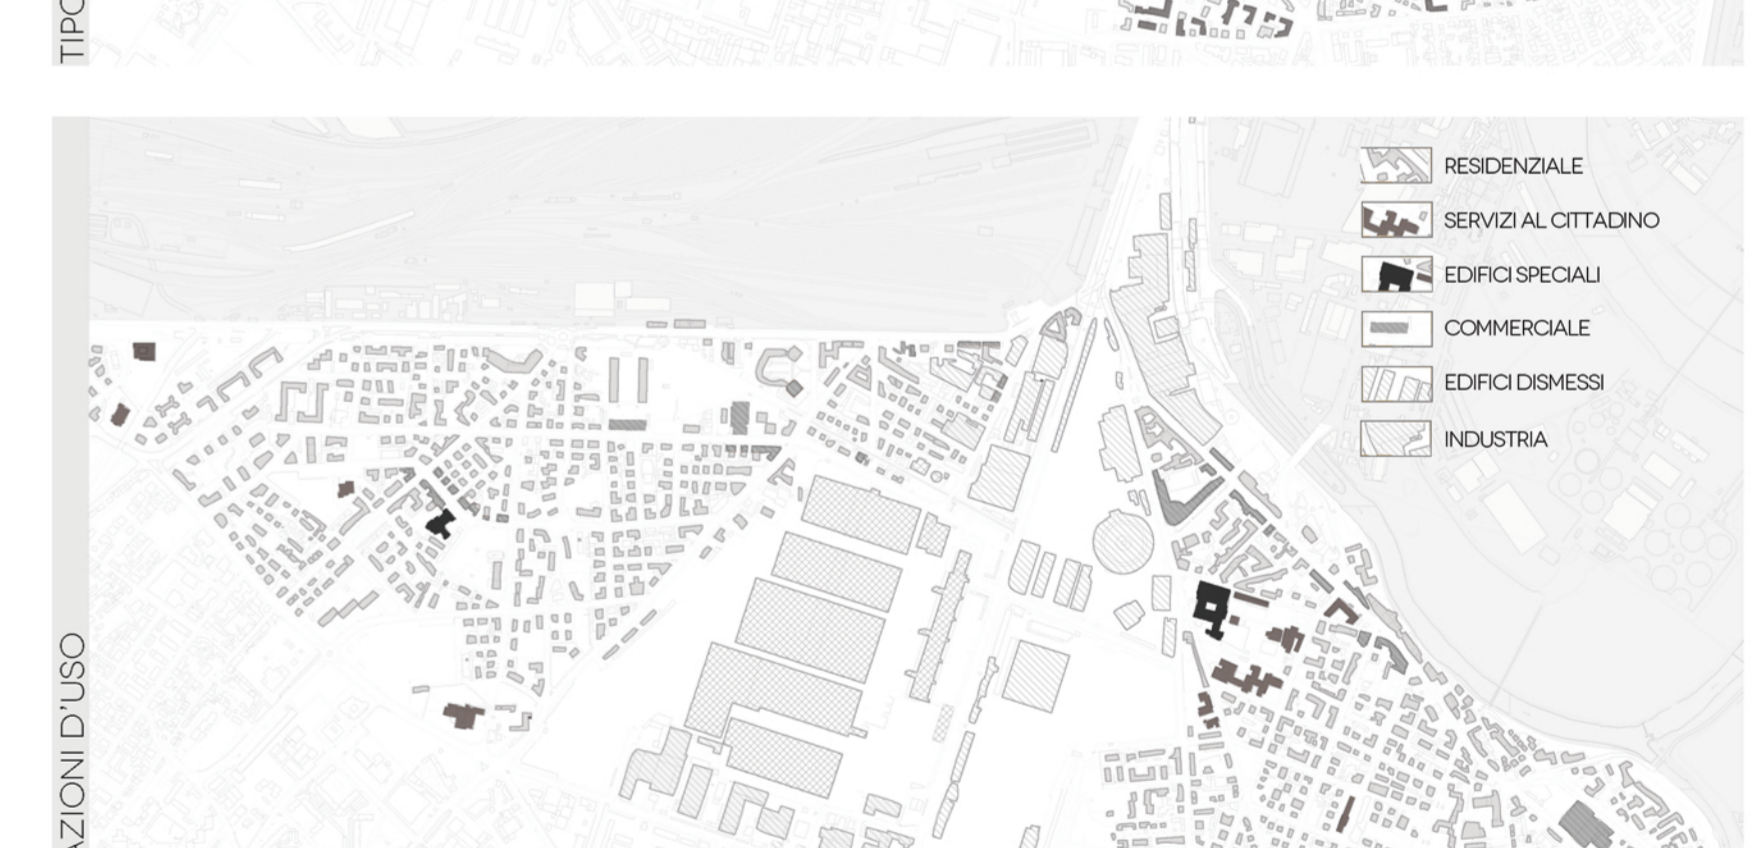 TIPO
AZIONI D'USO
RESIDENZIALE
SERVIZI AL CITTADINO
EDIFICI SPECIALI
COMMERCIALE
EDIFICI DISMESSI
INDUSTRIA